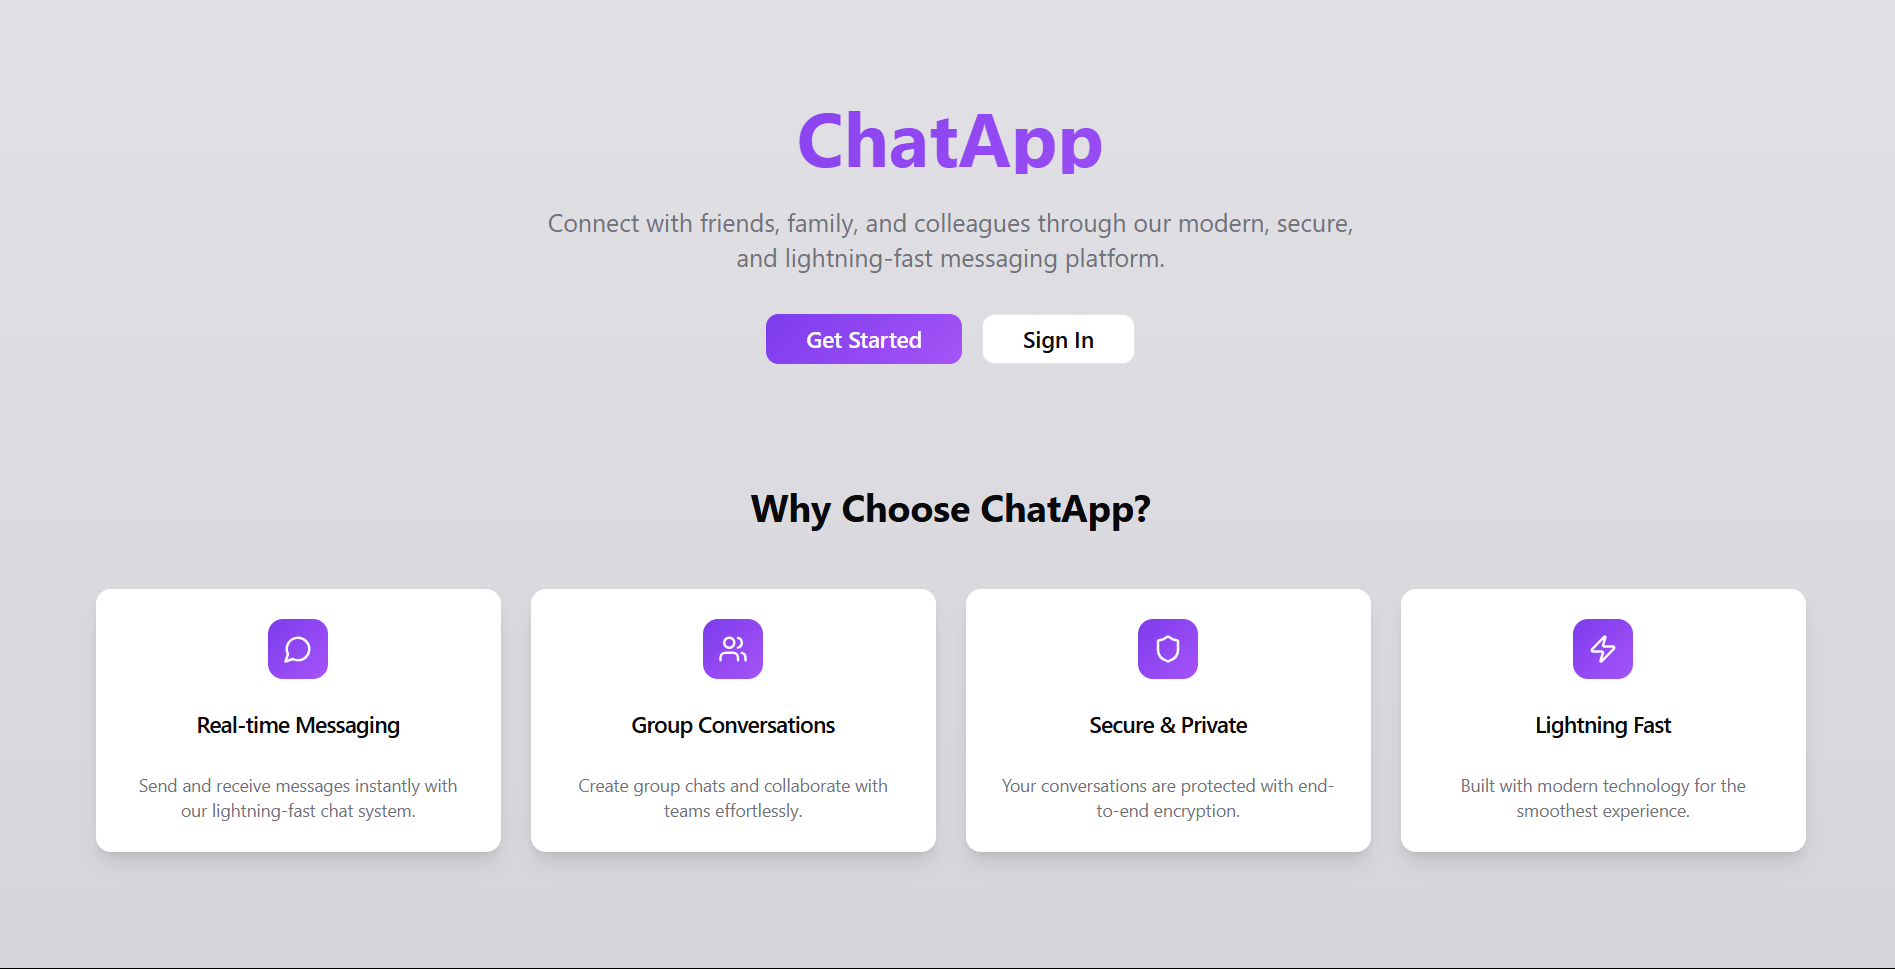 ChatApp
Connect with friends, family, and colleagues through our modern, secure,
and lightning-fast messaging platform.
Get Started
Sign In
Why Choose ChatApp?
Real-time Messaging
Send and receive messages instantly with
our lightning-fast chat system.
Group Conversations
Create group chats and collaborate with
teams effortlessly.
Secure & Private
Your conversations are protected with end-
to-end encryption.
Lightning Fast
Built with modern technology for the
smoothest experience.